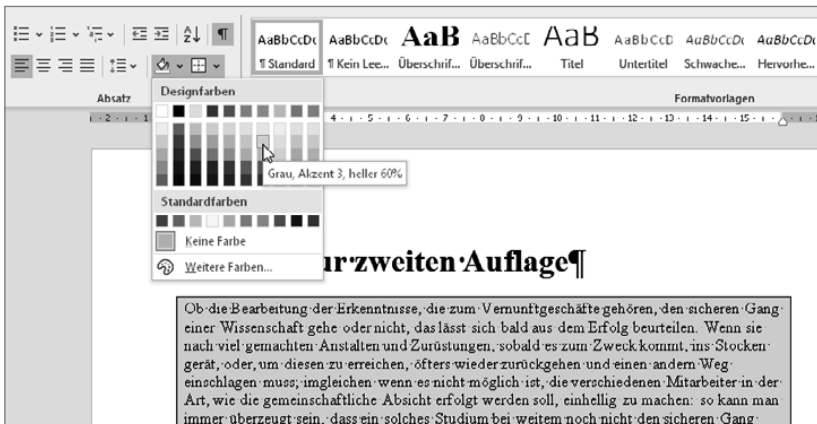 AaBbCcDc AaBbCcDc AaB AaBbCcE AaB AaBbCcD AaBbCcDc AaBbCcDc
¶ Standard ¶ Kein Lee... Überschrif... Überschrif... Titel Untertitel Schwache... Hervorhe...
Absatz Formatvorlagen
Designfarben
Grau, Akzent 3, heller 60%
Standardfarben
Keine Farbe
Weitere Farben...
zweiten·Auflage¶
Ob·die·Bearbeitung·der·Erkenntnisse,·die·zum·Vernunftgeschäfte·gehören,·den·sicheren·Gang·
einer·Wissenschaft·gehe·oder·nicht,·das·lässt·sich·bald·aus·dem·Erfolg·beurteilen.·Wenn·sie·
nach·viel·gemachten·Anstalten·und·Zurüstungen,·sobald·es·zum·Zweck·kommt,·ins·Stocken·
gerät,·oder,·um·diesen·zu·erreichen,·öfters·wieder·zurückgehen·und·einen·andern·Weg·
einschlagen·muss;·imgleichen·wenn·es·nicht·möglich·ist,·die·verschiedenen·Mitarbeiter·in·der·
Art,·wie·die·gemeinschaftliche·Absicht·erfolgt·werden·soll,·einhellig·zu·machen:·so·kann·man·
immer·überzeugt·sein,·dass·ein·solches·Studium·bei·weitem·noch·nicht·den·sicheren·Gang·